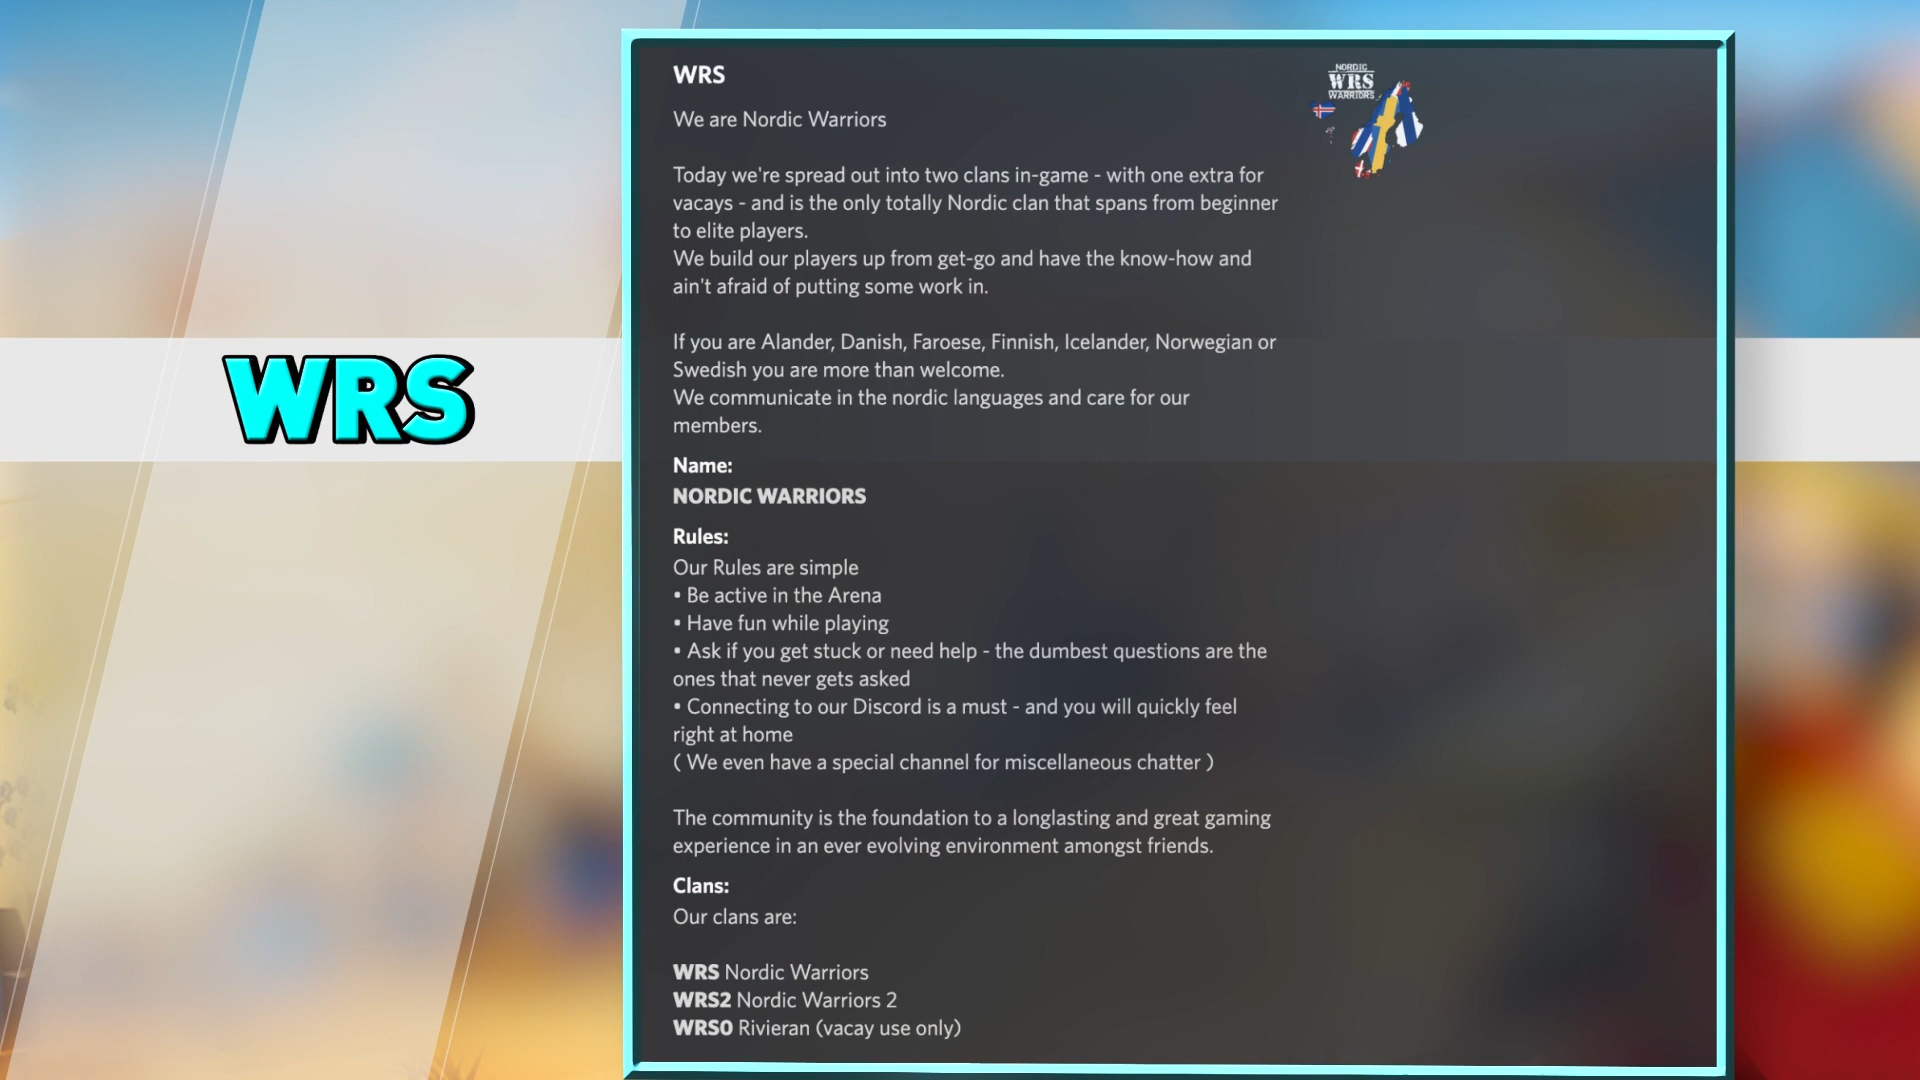 WRS
WRS
We are Nordic Warriors
Today we're spread out into two clans in-game - with one extra for
vacays - and is the only totally Nordic clan that spans from beginner
to elite players.
We build our players up from get-go and have the know-how and
ain't afraid of putting some work in.
If you are Alander, Danish, Faroese, Finnish, Icelander, Norwegian or
Swedish you are more than welcome.
We communicate in the nordic languages and care for our
members.
Name:
NORDIC WARRIORS
Rules:
Our Rules are simple
• Be active in the Arena
• Have fun while playing
• Ask if you get stuck or need help - the dumbest questions are the
ones that never gets asked
• Connecting to our Discord is a must - and you will quickly feel
right at home
( We even have a special channel for miscellaneous chatter )
The community is the foundation to a longlasting and great gaming
experience in an ever evolving environment amongst friends.
Clans:
Our clans are:
WRS Nordic Warriors
WRS2 Nordic Warriors 2
WRS0 Rivieran (vacay use only)
NORDIC
WRS
WARRIORS